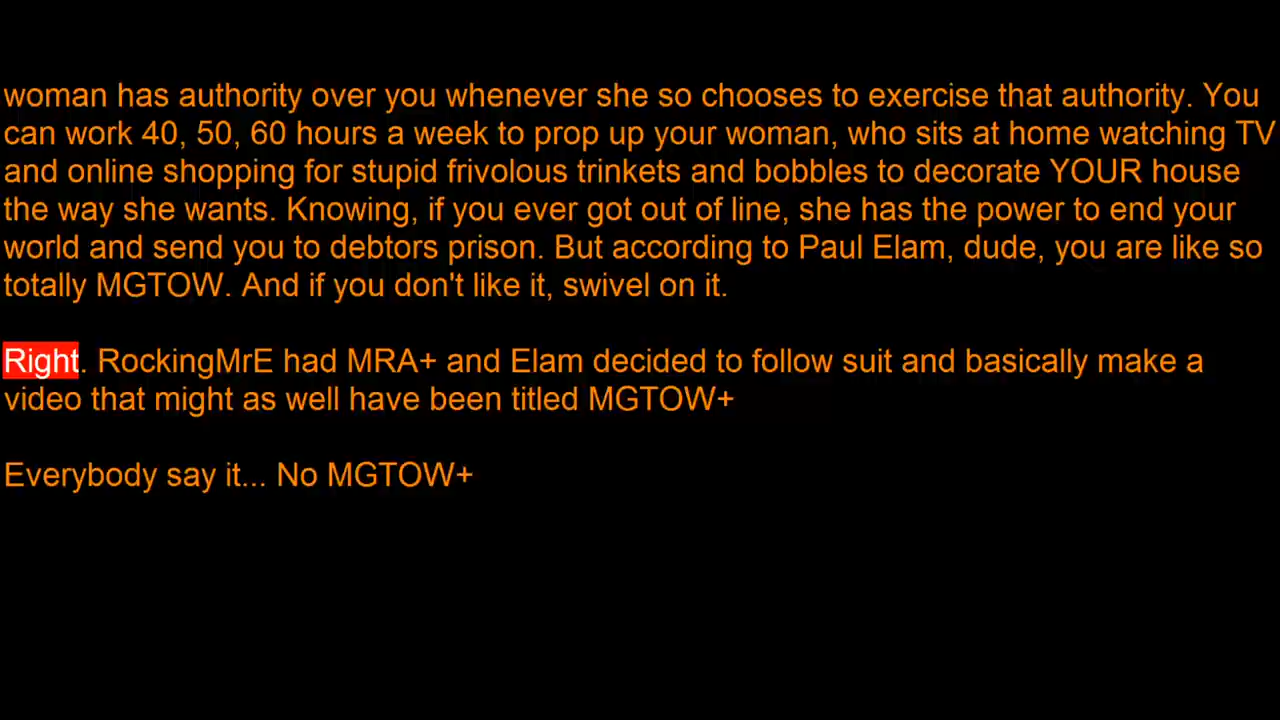 woman has authority over you whenever she so chooses to exercise that authority. You
can work 40, 50, 60 hours a week to prop up your woman, who sits at home watching TV
and online shopping for stupid frivolous trinkets and bobbles to decorate YOUR house
the way she wants. Knowing, if you ever got out of line, she has the power to end your
world and send you to debtors prison. But according to Paul Elam, dude, you are like so
totally MGTOW. And if you don't like it, swivel on it.
Right. RockingMrE had MRA+ and Elam decided to follow suit and basically make a
video that might as well have been titled MGTOW+
Everybody say it... No MGTOW+